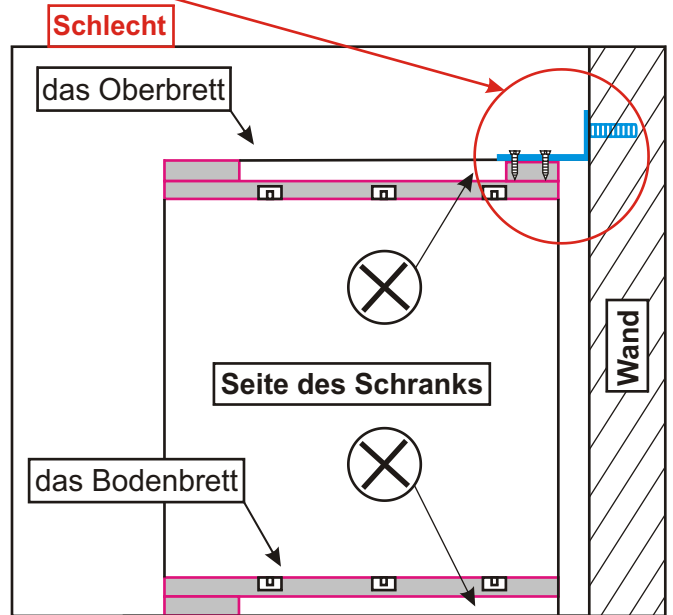 Schlecht
das Oberbrett
Seite des Schranks
Wand
das Bodenbrett